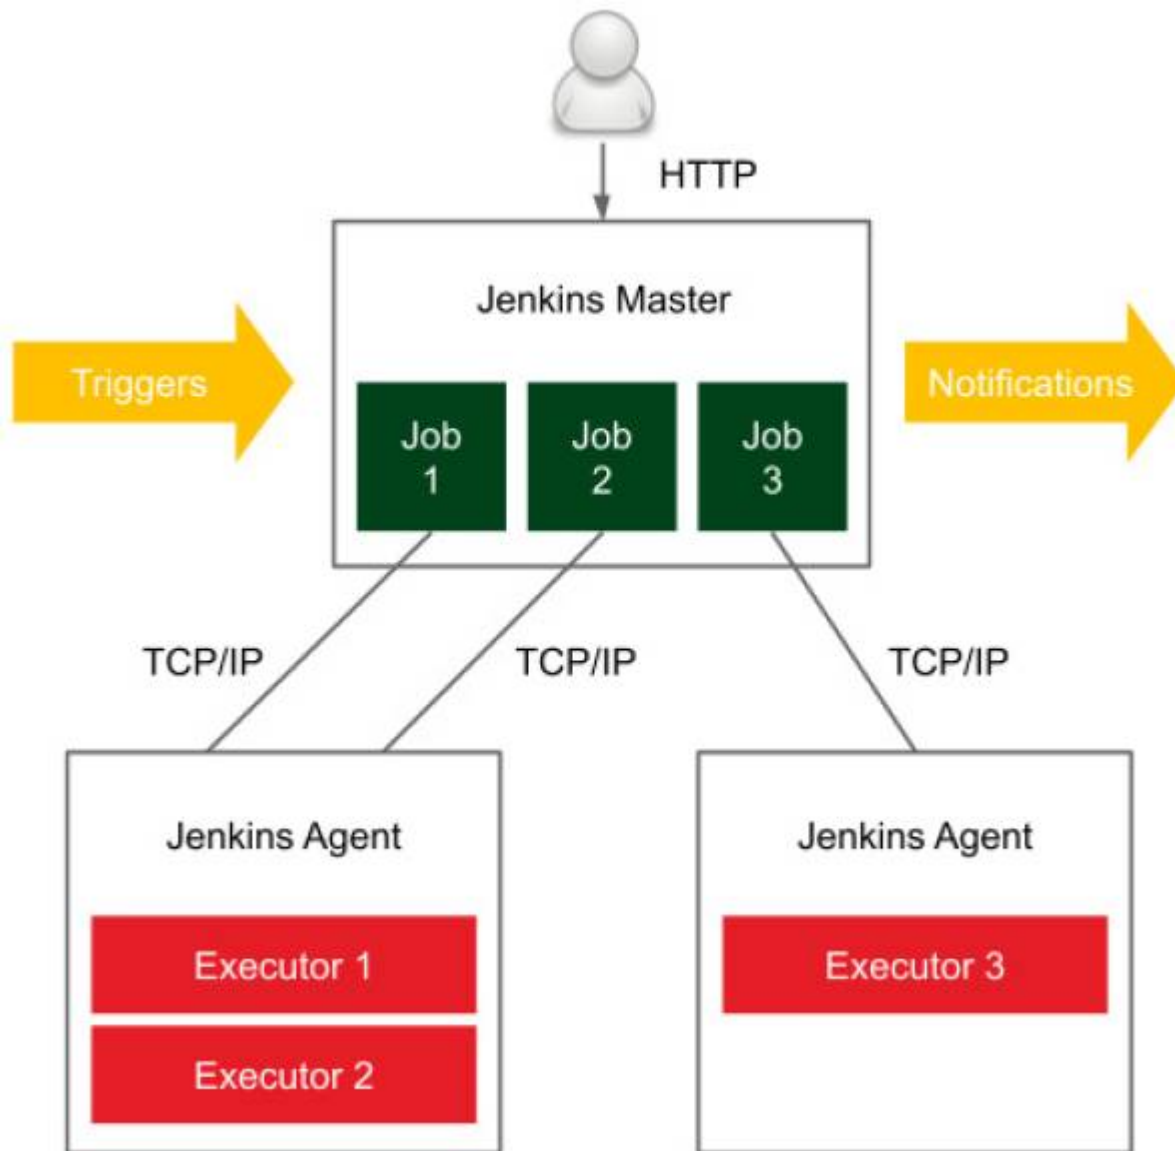 HTTP
Jenkins Master
Triggers
Notifications
Job
1
Job
2
Job
3
TCP/IP
TCP/IP
TCP/IP
Jenkins Agent
Executor 1
Executor 2
Jenkins Agent
Executor 3